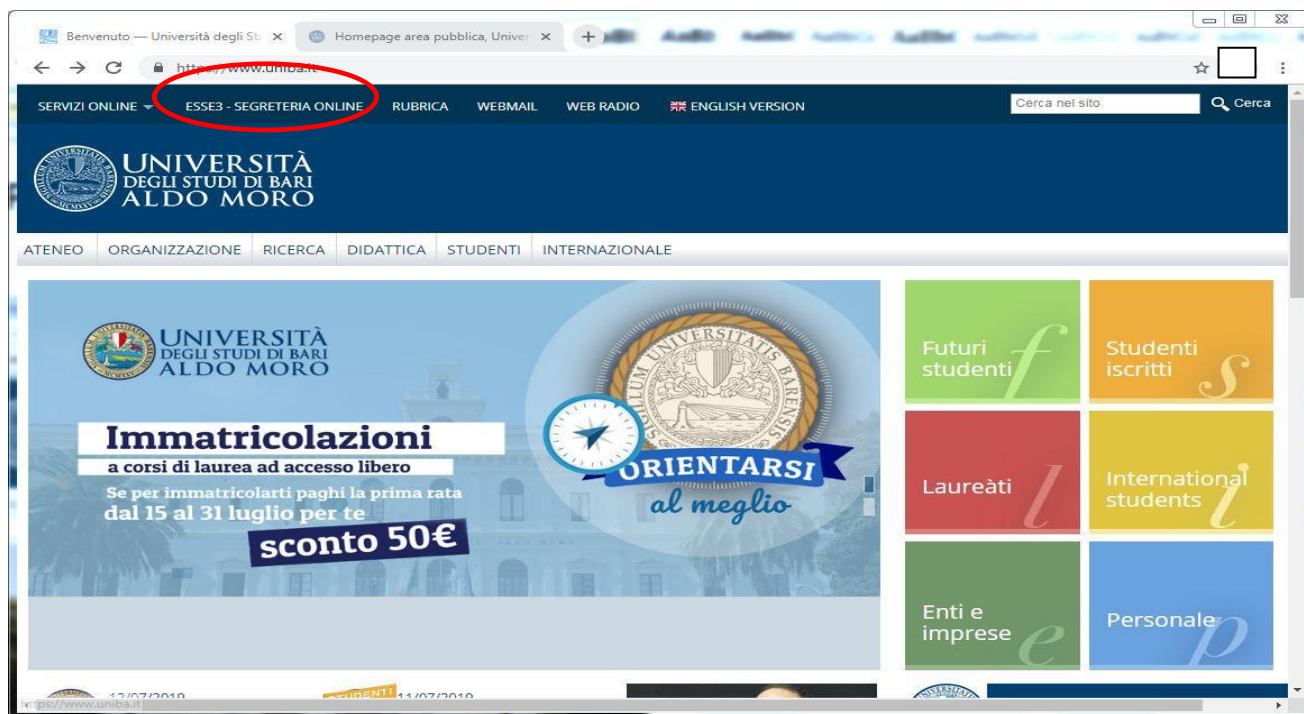 Benvenuto — Università degli St
Homepage area pubblica, Univer
https://www.uniba.it
SERVIZI ONLINE
ESSE3 - SEGRETERIA ONLINE
RUBRICA
WEBMAIL
WEB RADIO
ENGLISH VERSION
Cerca nel sito
Cerca
UNIVERSITÀ
DEGLI STUDI DI BARI
ALDO MORO
ATENEO
ORGANIZZAZIONE
RICERCA
DIDATTICA
STUDENTI
INTERNAZIONALE
UNIVERSITÀ
DEGLI STUDI DI BARI
ALDO MORO
Immatricolazioni
a corsi di laurea ad accesso libero
Se per immatricolarti paghi la prima rata
dal 15 al 31 luglio per te
sconto 50€
ORIENTARSI
al meglio
Futuri
studenti
f
Studenti
iscritti
s
Laureàti
l
International
students
i
Enti e
imprese
e
Personale
p
12/07/2019
STUDENTI
11/07/2019
https://www.uniba.it